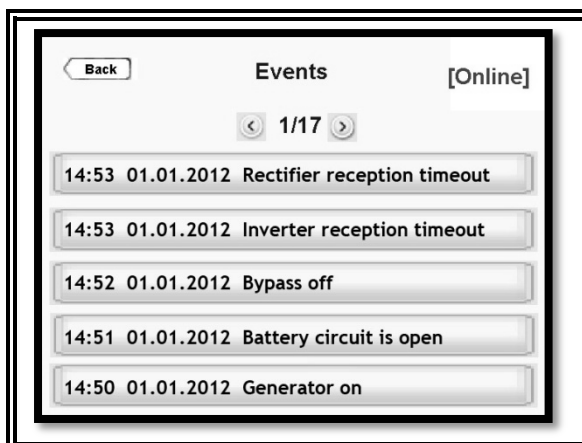 Back Events [Online]
1/17
14:53 01.01.2012 Rectifier reception timeout
14:53 01.01.2012 Inverter reception timeout
14:52 01.01.2012 Bypass off
14:51 01.01.2012 Battery circuit is open
14:50 01.01.2012 Generator on